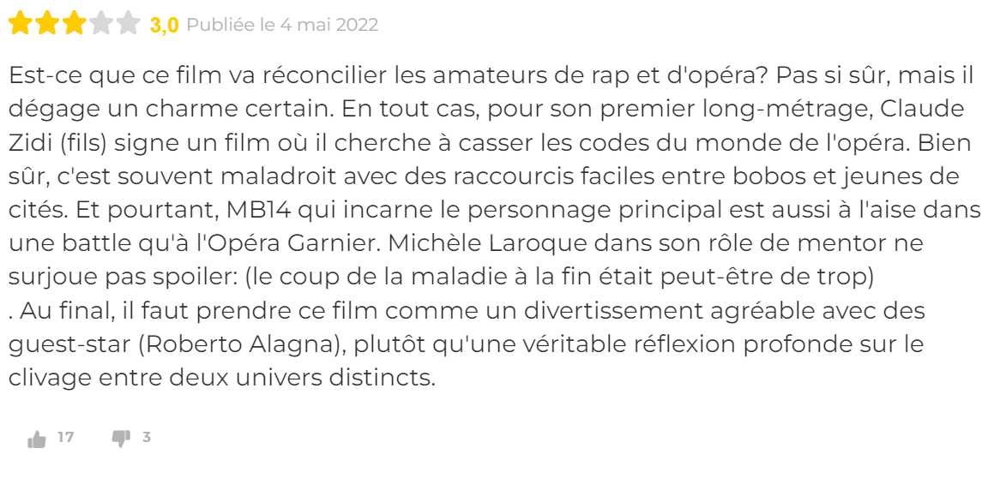 3,0 Publiée le 4 mai 2022
Est-ce que ce film va réconcilier les amateurs de rap et d'opéra? Pas si sûr, mais il
dégage un charme certain. En tout cas, pour son premier long-métrage, Claude
Zidi (fils) signe un film où il cherche à casser les codes du monde de l'opéra. Bien
sûr, c'est souvent maladroit avec des raccourcis faciles entre bobos et jeunes de
cités. Et pourtant, MB14 qui incarne le personnage principal est aussi à l'aise dans
une battle qu'à l'Opéra Garnier. Michèle Laroque dans son rôle de mentor ne
surjoue pas spoiler: (le coup de la maladie à la fin était peut-être de trop)
. Au final, il faut prendre ce film comme un divertissement agréable avec des
guest-star (Roberto Alagna), plutôt qu'une véritable réflexion profonde sur le
clivage entre deux univers distincts.
17 3